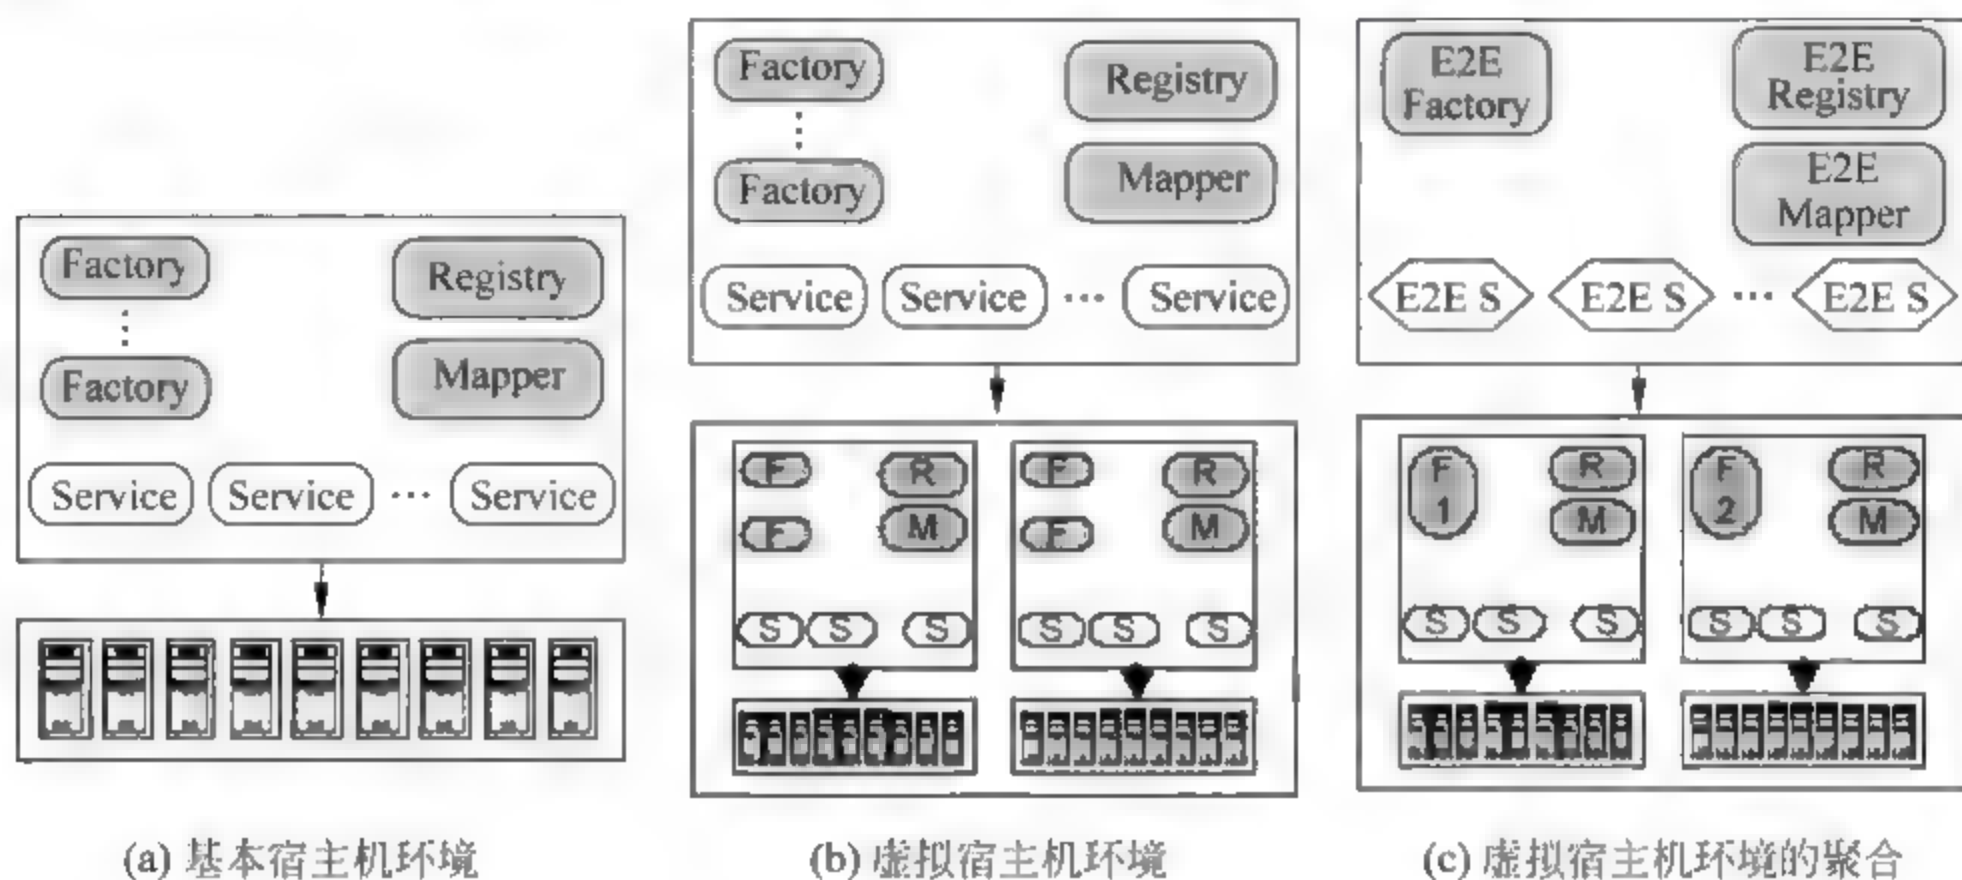 Factory
Registry
Factory
Mapper
Service Service ... Service
(a) 基本宿主机环境
Factory
Registry
Factory
Mapper
Service Service ... Service
F R F R
F M F M
S S S S S S
(b) 虚拟宿主机环境
E2E
Factory
E2E
Registry
E2E
Mapper
E2E S E2E S ... E2E S
F
1
R
M
F
2
R
M
S S S S S S
(c) 虚拟宿主机环境的聚合